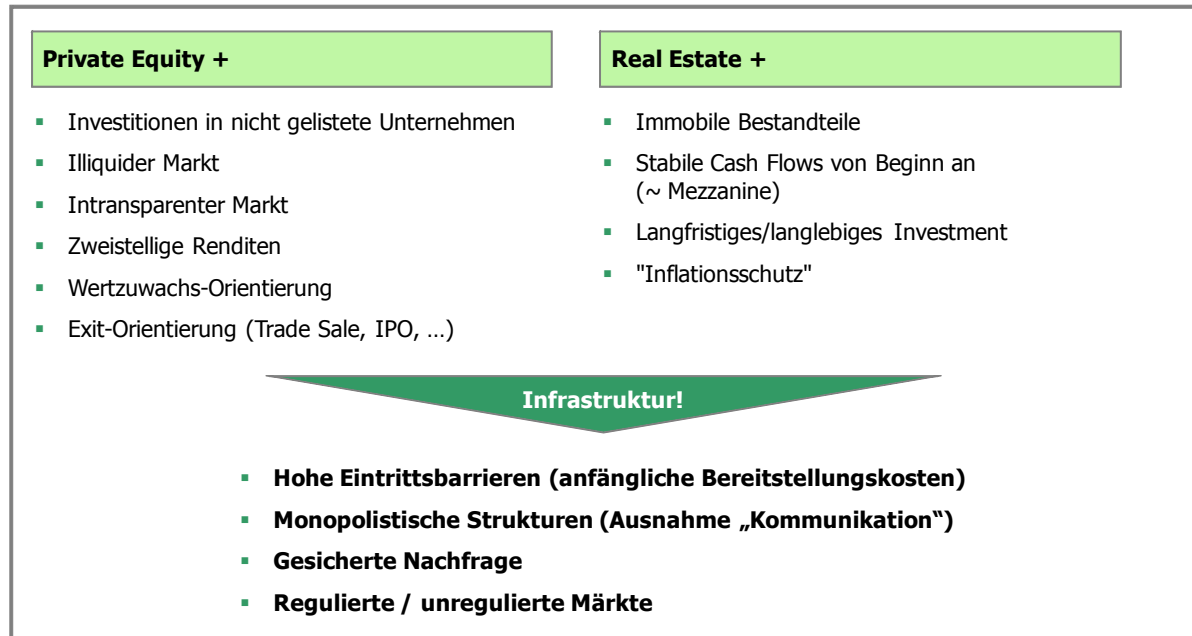 Private Equity +
Investitionen in nicht gelistete Unternehmen
Illiquider Markt
Intransparenter Markt
Zweistellige Renditen
Wertzuwachs-Orientierung
Exit-Orientierung (Trade Sale, IPO, …)
Real Estate +
Immobile Bestandteile
Stabile Cash Flows von Beginn an
(~ Mezzanine)
Langfristiges/langlebiges Investment
"Inflationsschutz"
Infrastruktur!
Hohe Eintrittsbarrieren (anfängliche Bereitstellungskosten)
Monopolistische Strukturen (Ausnahme „Kommunikation“)
Gesicherte Nachfrage
Regulierte / unregulierte Märkte